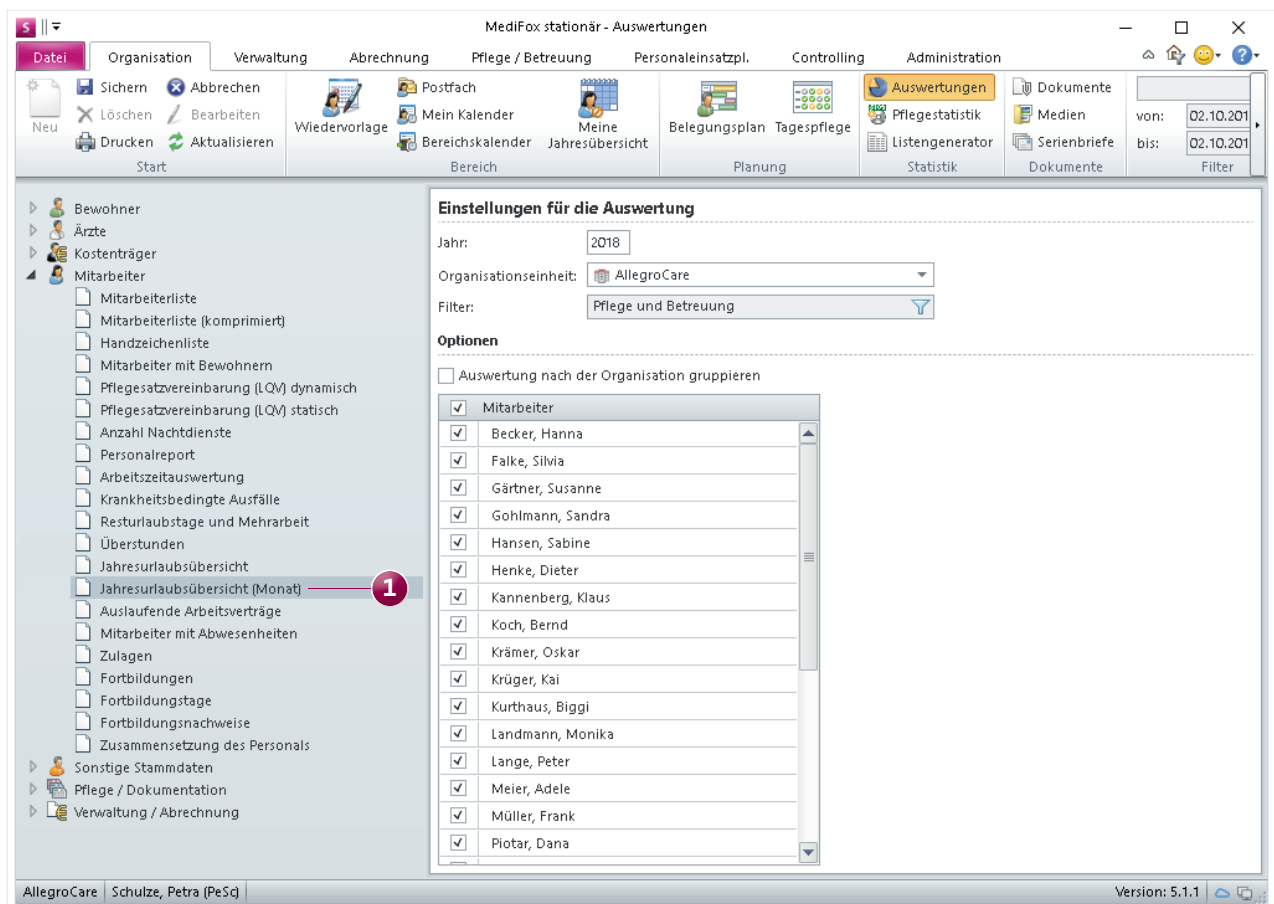 S
MediFox stationär - Auswertungen
Datei Organisation Verwaltung Abrechnung Pflege / Betreuung Personaleinsatzpl. Controlling Administration
Neu
Sichern Abbrechen
Löschen Bearbeiten
Drucken Aktualisieren
Start
Wiedervorlage
Postfach
Mein Kalender
Bereichskalender
Meine Jahresübersicht
Bereich
Belegungsplan Tagespflege
Planung
Auswertungen
Pflegestatistik
Listengenerator
Statistik
Dokumente
Medien
Serienbriefe
Dokumente
von: 02.10.201
bis: 02.10.201
Filter
Bewohner
Ärzte
Kostenträger
Mitarbeiter
Mitarbeiterliste
Mitarbeiterliste (komprimiert)
Handzeichenliste
Mitarbeiter mit Bewohnern
Pflegesatzvereinbarung (LQV) dynamisch
Pflegesatzvereinbarung (LQV) statisch
Anzahl Nachtdienste
Personalreport
Arbeitszeitauswertung
Krankheitsbedingte Ausfälle
Resturlaubstage und Mehrarbeit
Überstunden
Jahresurlaubsübersicht
Jahresurlaubsübersicht (Monat) 1
Auslaufende Arbeitsverträge
Mitarbeiter mit Abwesenheiten
Zulagen
Fortbildungen
Fortbildungstage
Fortbildungsnachweise
Zusammensetzung des Personals
Sonstige Stammdaten
Pflege / Dokumentation
Verwaltung / Abrechnung
Einstellungen für die Auswertung
Jahr: 2018
Organisationseinheit: AllegroCare
Filter: Pflege und Betreuung
Optionen
Auswertung nach der Organisation gruppieren
Mitarbeiter
Becker, Hanna
Falke, Silvia
Gärtner, Susanne
Gohlmann, Sandra
Hansen, Sabine
Henke, Dieter
Kannenberg, Klaus
Koch, Bernd
Krämer, Oskar
Krüger, Kai
Kurthaus, Biggi
Landmann, Monika
Lange, Peter
Meier, Adele
Müller, Frank
Piotar, Dana
AllegroCare Schulze, Petra (PeSc) Version: 5.1.1